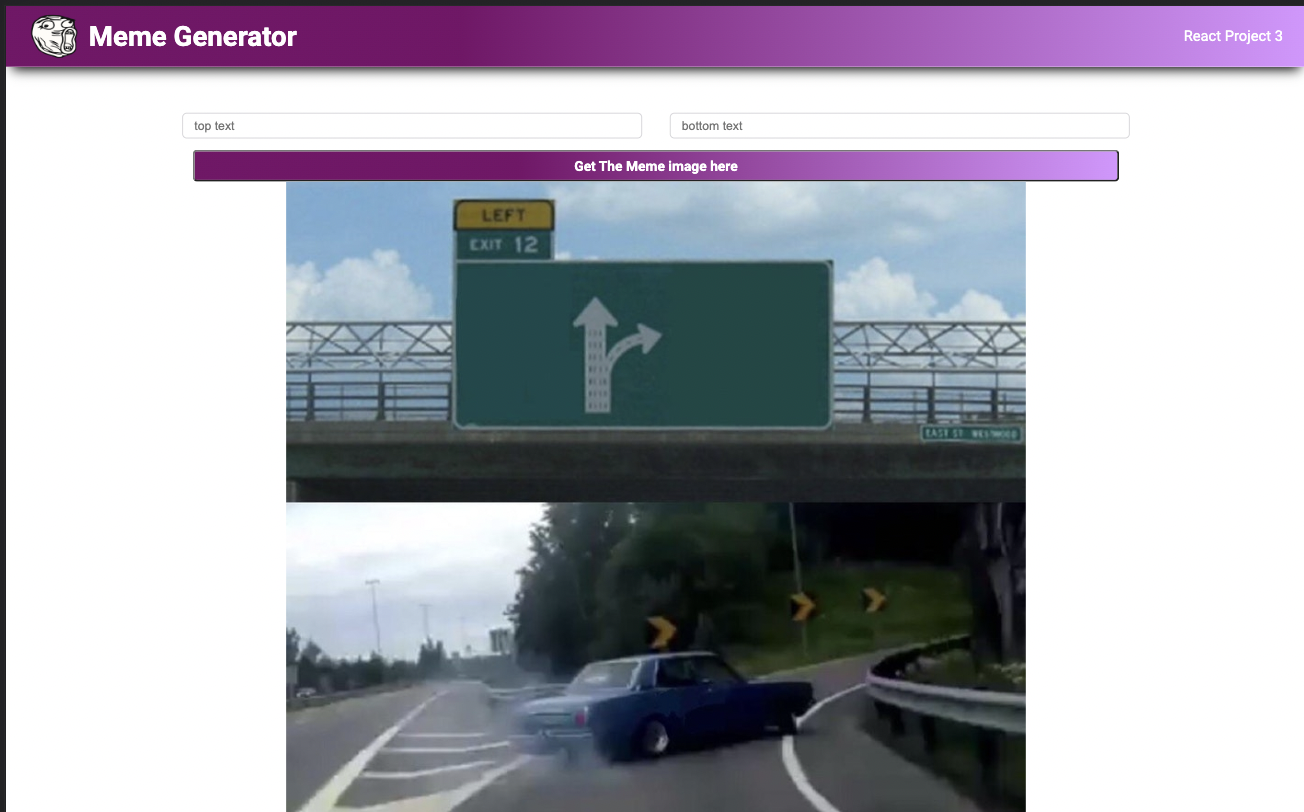 Meme Generator
React Project 3
top text
bottom text
Get The Meme image here
LEFT
EXIT 12
EAST ST WESTWOOD